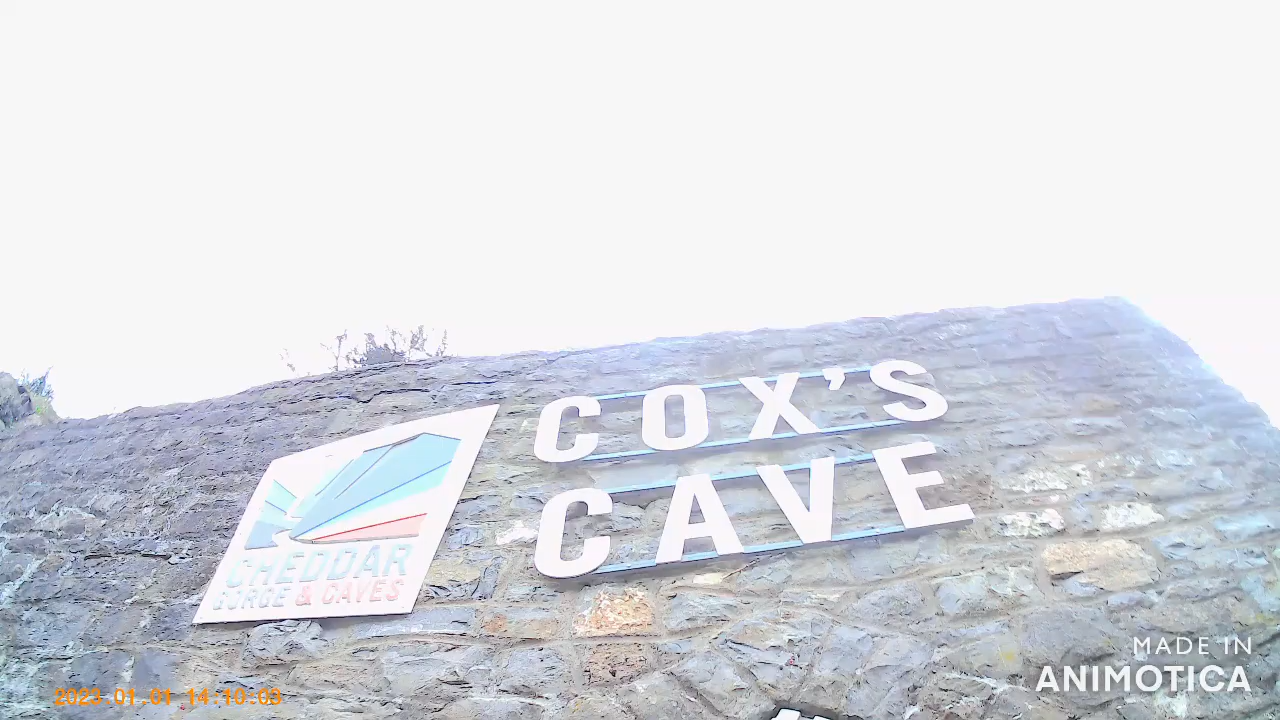 COX'S
CAVE
CHEDDAR
GORGE & CAVES
MADE IN
ANIMOTICA
2023.01.01 14:10:03